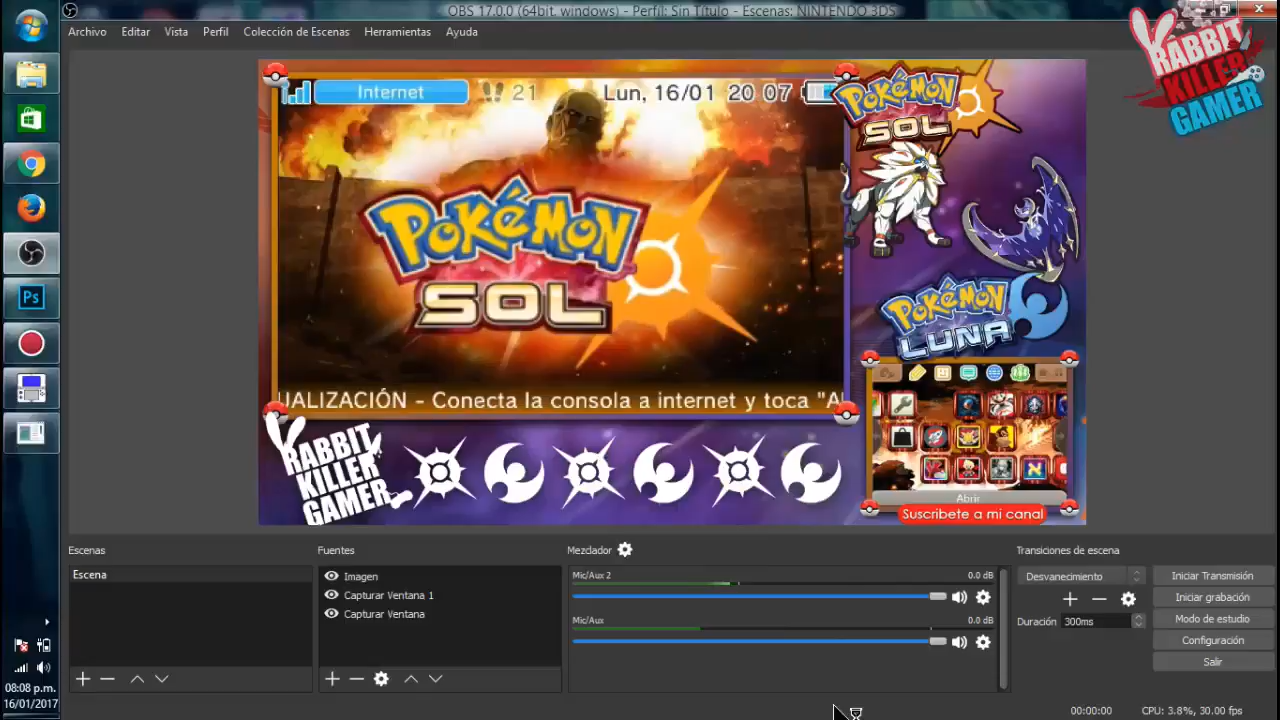 OBS 17.0.0 (64bit, windows) - Perfil: Sin Título - Escenas: NINTENDO 3DS
Archivo Editar Vista Perfil Colección de Escenas Herramientas Ayuda
RABBIT
KILLER
GAMER
Internet 21 Lun, 16/01 20 07
POKÉMON
SOL
POKÉMON
SOL
POKÉMON
LUNA
UALIZACIÓN - Conecta la consola a internet y toca "A
RABBIT
KILLER
GAMER
Abrir
Suscribete a mi canal
Ps
Escenas
Escena
Fuentes
Imagen
Capturar Ventana 1
Capturar Ventana
Mezclador
Mic/Aux 2 0.0 dB
Mic/Aux 0.0 dB
Transiciones de escena
Desvanecimiento
Duración 300ms
Iniciar Transmisión
Iniciar grabación
Modo de estudio
Configuración
Salir
08:08 p.m.
16/01/2017
00:00:00 CPU: 3.8%, 30.00 fps